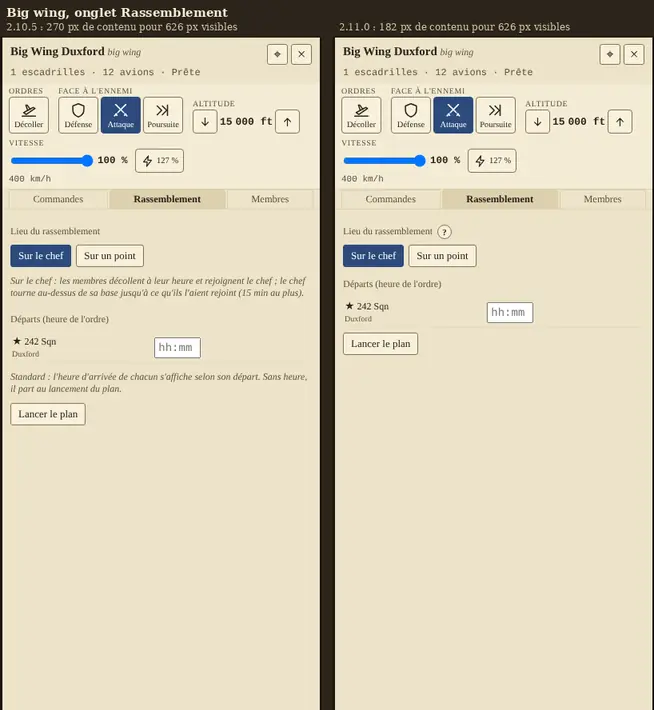 Big wing, onglet Rassemblement
2.10.5 : 270 px de contenu pour 626 px visibles
Big Wing Duxford big wing
1 escadrilles · 12 avions · Prête
ORDRES FACE À L'ENNEMI
ALTITUDE
Décoller Défense Attaque Poursuite
15 000 ft
VITESSE
100 % 127 %
400 km/h
Commandes Rassemblement Membres
Lieu du rassemblement
Sur le chef Sur un point
Sur le chef : les membres décollent à leur heure et rejoignent le chef ; le chef
tourne au-dessus de sa base jusqu'à ce qu'ils l'aient rejoint (15 min au plus).
Départs (heure de l'ordre)
★ 242 Sqn
Duxford
hh:mm
Standard : l'heure d'arrivée de chacun s'affiche selon son départ. Sans heure,
il part au lancement du plan.
Lancer le plan
2.11.0 : 182 px de contenu pour 626 px visibles
Big Wing Duxford big wing
1 escadrilles · 12 avions · Prête
ORDRES FACE À L'ENNEMI
ALTITUDE
Décoller Défense Attaque Poursuite
15 000 ft
VITESSE
100 % 127 %
400 km/h
Commandes Rassemblement Membres
Lieu du rassemblement ?
Sur le chef Sur un point
Départs (heure de l'ordre)
★ 242 Sqn
Duxford
hh:mm
Lancer le plan